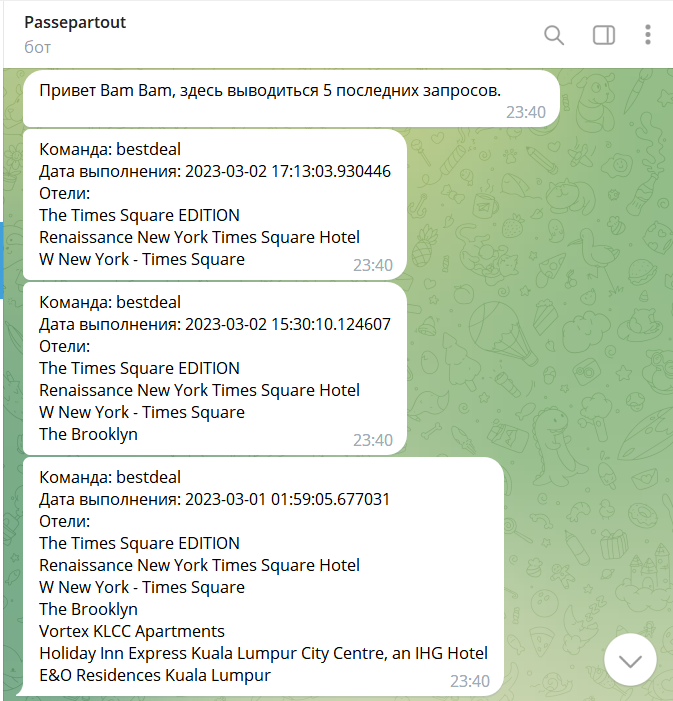 Passepartout
бот
Привет Bam Bam, здесь выводиться 5 последних запросов.
23:40
Команда: bestdeal
Дата выполнения: 2023-03-02 17:13:03.930446
Отели:
The Times Square EDITION
Renaissance New York Times Square Hotel
W New York - Times Square
23:40
Команда: bestdeal
Дата выполнения: 2023-03-02 15:30:10.124607
Отели:
The Times Square EDITION
Renaissance New York Times Square Hotel
W New York - Times Square
The Brooklyn
23:40
Команда: bestdeal
Дата выполнения: 2023-03-01 01:59:05.677031
Отели:
The Times Square EDITION
Renaissance New York Times Square Hotel
W New York - Times Square
The Brooklyn
Vortex KLCC Apartments
Holiday Inn Express Kuala Lumpur City Centre, an IHG Hotel
E&O Residences Kuala Lumpur
23:40